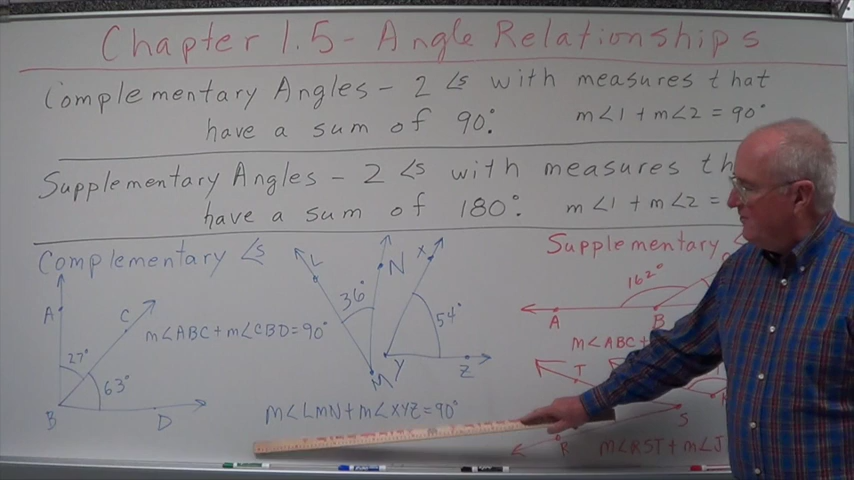 Chapter 1.5 - Angle Relationships
Complementary Angles - 2 ∠s with measures that
have a sum of 90°. m∠1 + m∠2 = 90°
Supplementary Angles - 2 ∠s with measures
have a sum of 180°. m∠1 + m∠2 =
Complementary ∠s
A
C
27°
63°
B
D
m∠ABC + m∠CBD = 90°
L
N
X
36°
54°
M
Y
Z
m∠LMN + m∠XYZ = 90°
Supplementary
162°
A
B
m∠ABC +
T
S
R
m∠RST + m∠J